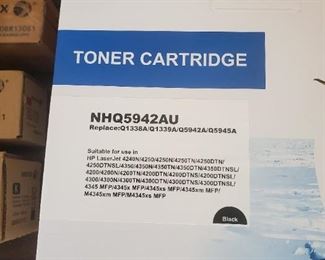 TONER CARTRIDGE
NHQ5942AU
Replace:Q1338A/Q1339A/Q5942A/Q5945A
Suitable for use in
HP LaserJet 4240N/4250/4250N/4250TN/4250DTN/
4250DTNSL/4350/4350N/4350TN/4350DTN/4350DTNSL/
4200/4200N/4200TN/4200DTN/4200DTNS/4200DTNSL/
4300/4300N/4300TN/4300DTN/4300DTNS/4300DTNSL/
4345 MFP/4345x MFP/4345xs MFP/4345xm MFP/
M4345xm MFP/M4345xs MFP
Black